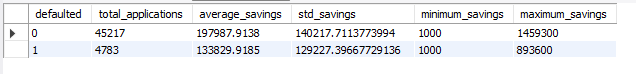 defaulted total_applications average_savings std_savings minimum_savings maximum_savings
0 45217 197987.9138 140217.7113773994 1000 1459300
1 4783 133829.9185 129227.39667729136 1000 893600